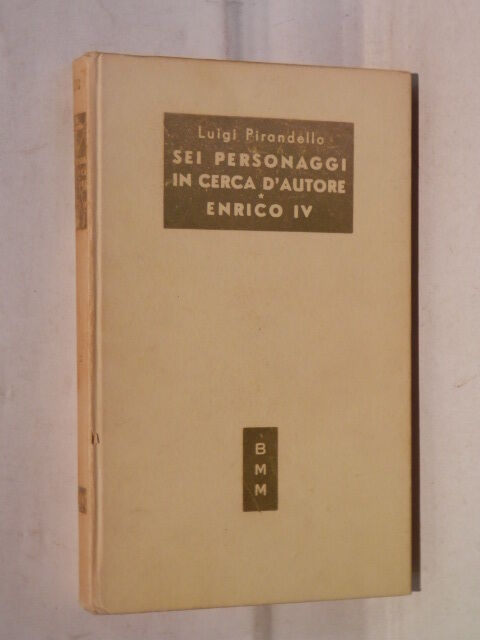 Luigi Pirandello
SEI PERSONAGGI
IN CERCA D'AUTORE
*
ENRICO IV
B
M
M